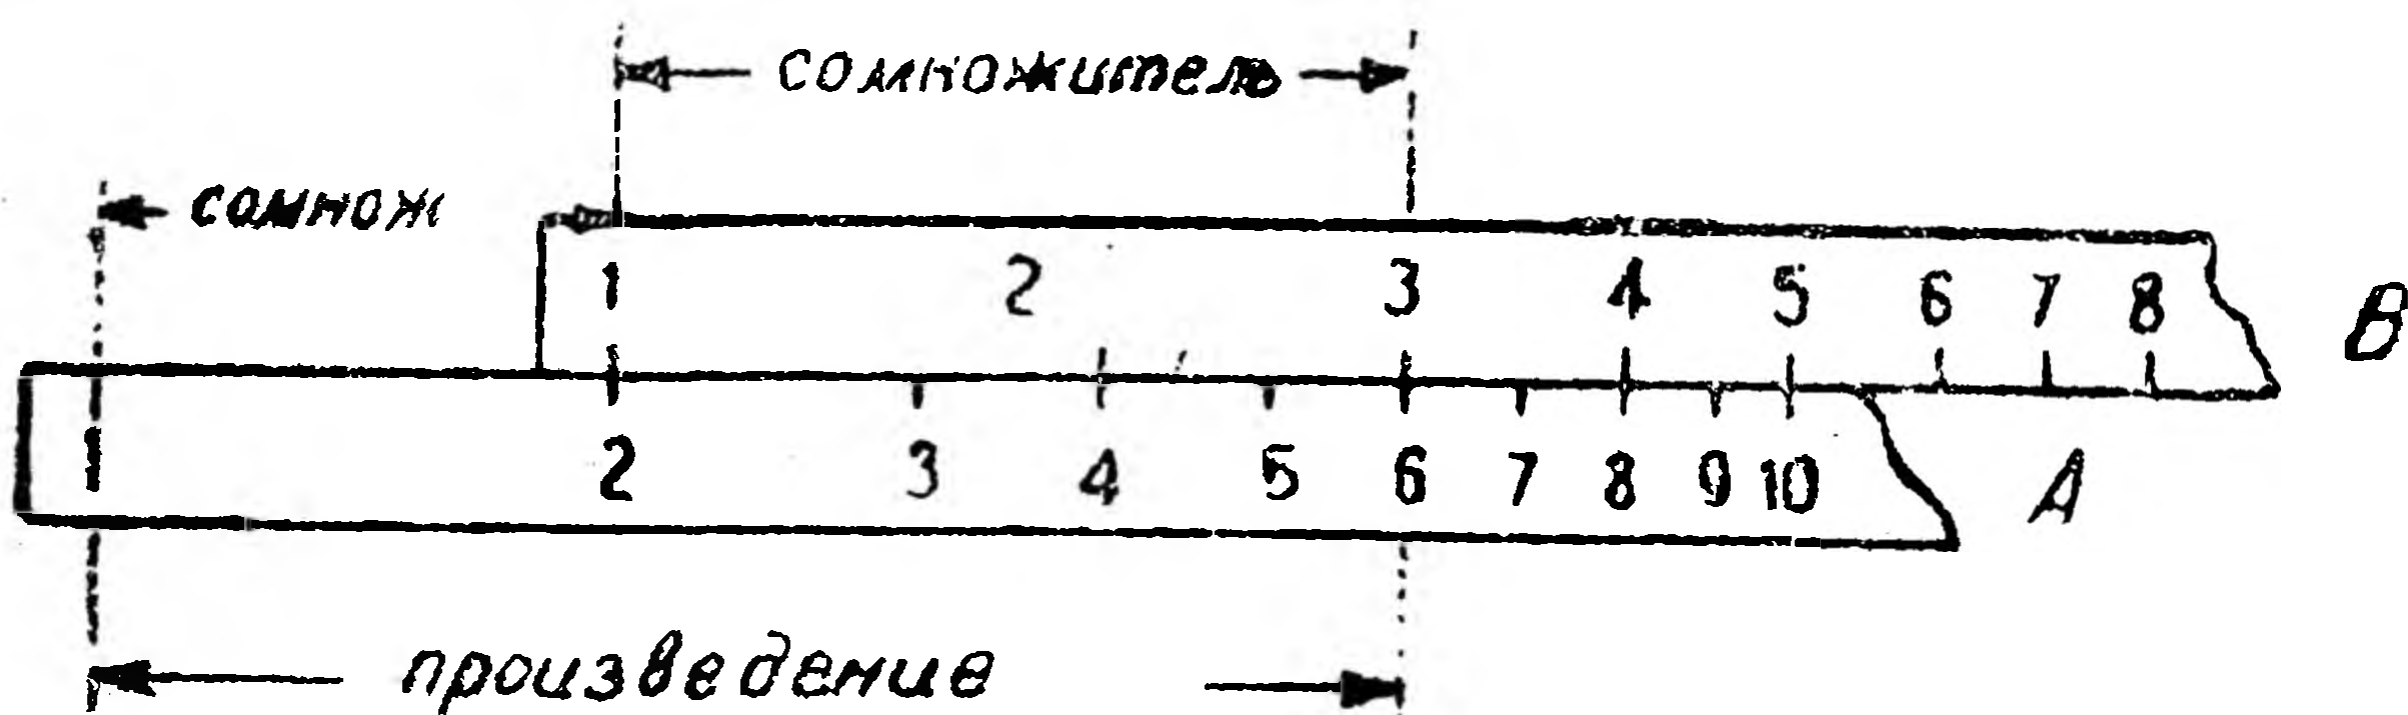 сомножитель
сомнож
1 2 3 4 5 6 7 8 В
2 3 4 5 6 7 8 9 10 А
произведение